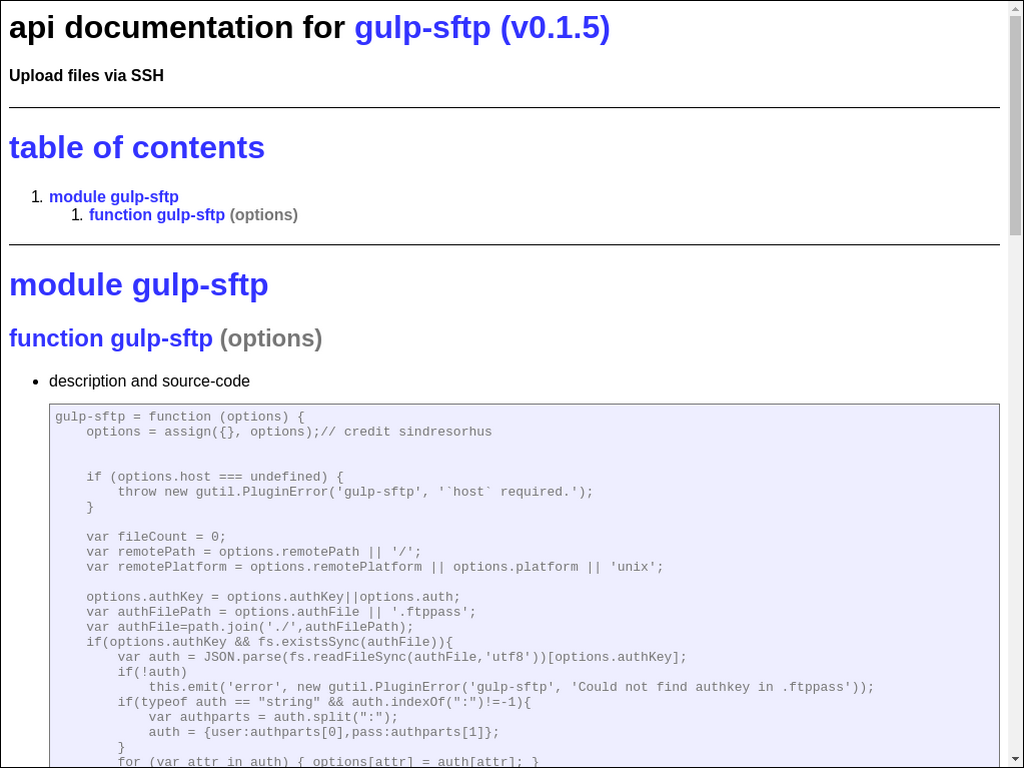 api documentation for gulp-sftp (v0.1.5)
Upload files via SSH
table of contents
1. module gulp-sftp
1. function gulp-sftp (options)
module gulp-sftp
function gulp-sftp (options)
• description and source-code
gulp-sftp = function (options) {
    options = assign({}, options);// credit sindresorhus
    if (options.host === undefined) {
        throw new gutil.PluginError('gulp-sftp', '`host` required.');
    }
    var fileCount = 0;
    var remotePath = options.remotePath || '/';
    var remotePlatform = options.remotePlatform || options.platform || 'unix';
    options.authKey = options.authKey||options.auth;
    var authFilePath = options.authFile || '.ftppass';
    var authFile=path.join('./',authFilePath);
    if(options.authKey && fs.existsSync(authFile)){
        var auth = JSON.parse(fs.readFileSync(authFile,'utf8'))[options.authKey];
        if(!auth)
            this.emit('error', new gutil.PluginError('gulp-sftp', 'Could not find authkey in .ftppass'));
        if(typeof auth == "string" && auth.indexOf(":")!=-1){
            var authparts = auth.split(":");
            auth = {user:authparts[0],pass:authparts[1]};
        }
        for (var attr in auth) { options[attr] = auth[attr]; }